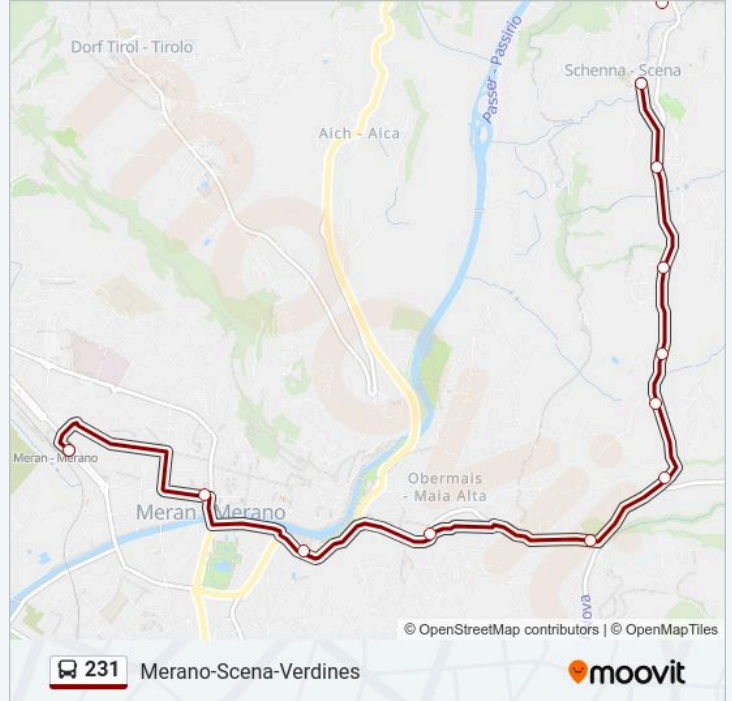 Dorf Tirol - Tirolo
Passer - Passirio
Schenna - Scena
Aich - Aica
Meran - Merano
Obermais
- Maia Alta
Meran - Merano
ova
© OpenStreetMap contributors | © OpenMapTiles
231 Merano-Scena-Verdines
moovit